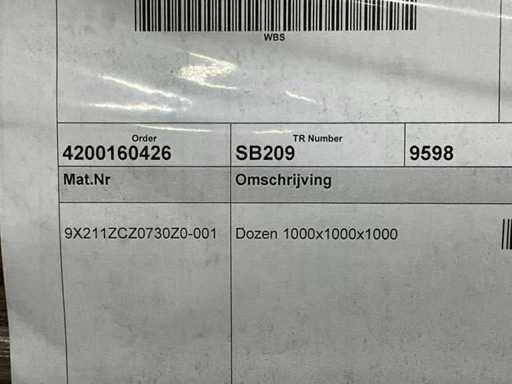 WBS
Order TR Number
4200160426 SB209 9598
Mat.Nr Omschrijving
9X211ZCZ0730Z0-001 Dozen 1000x1000x1000